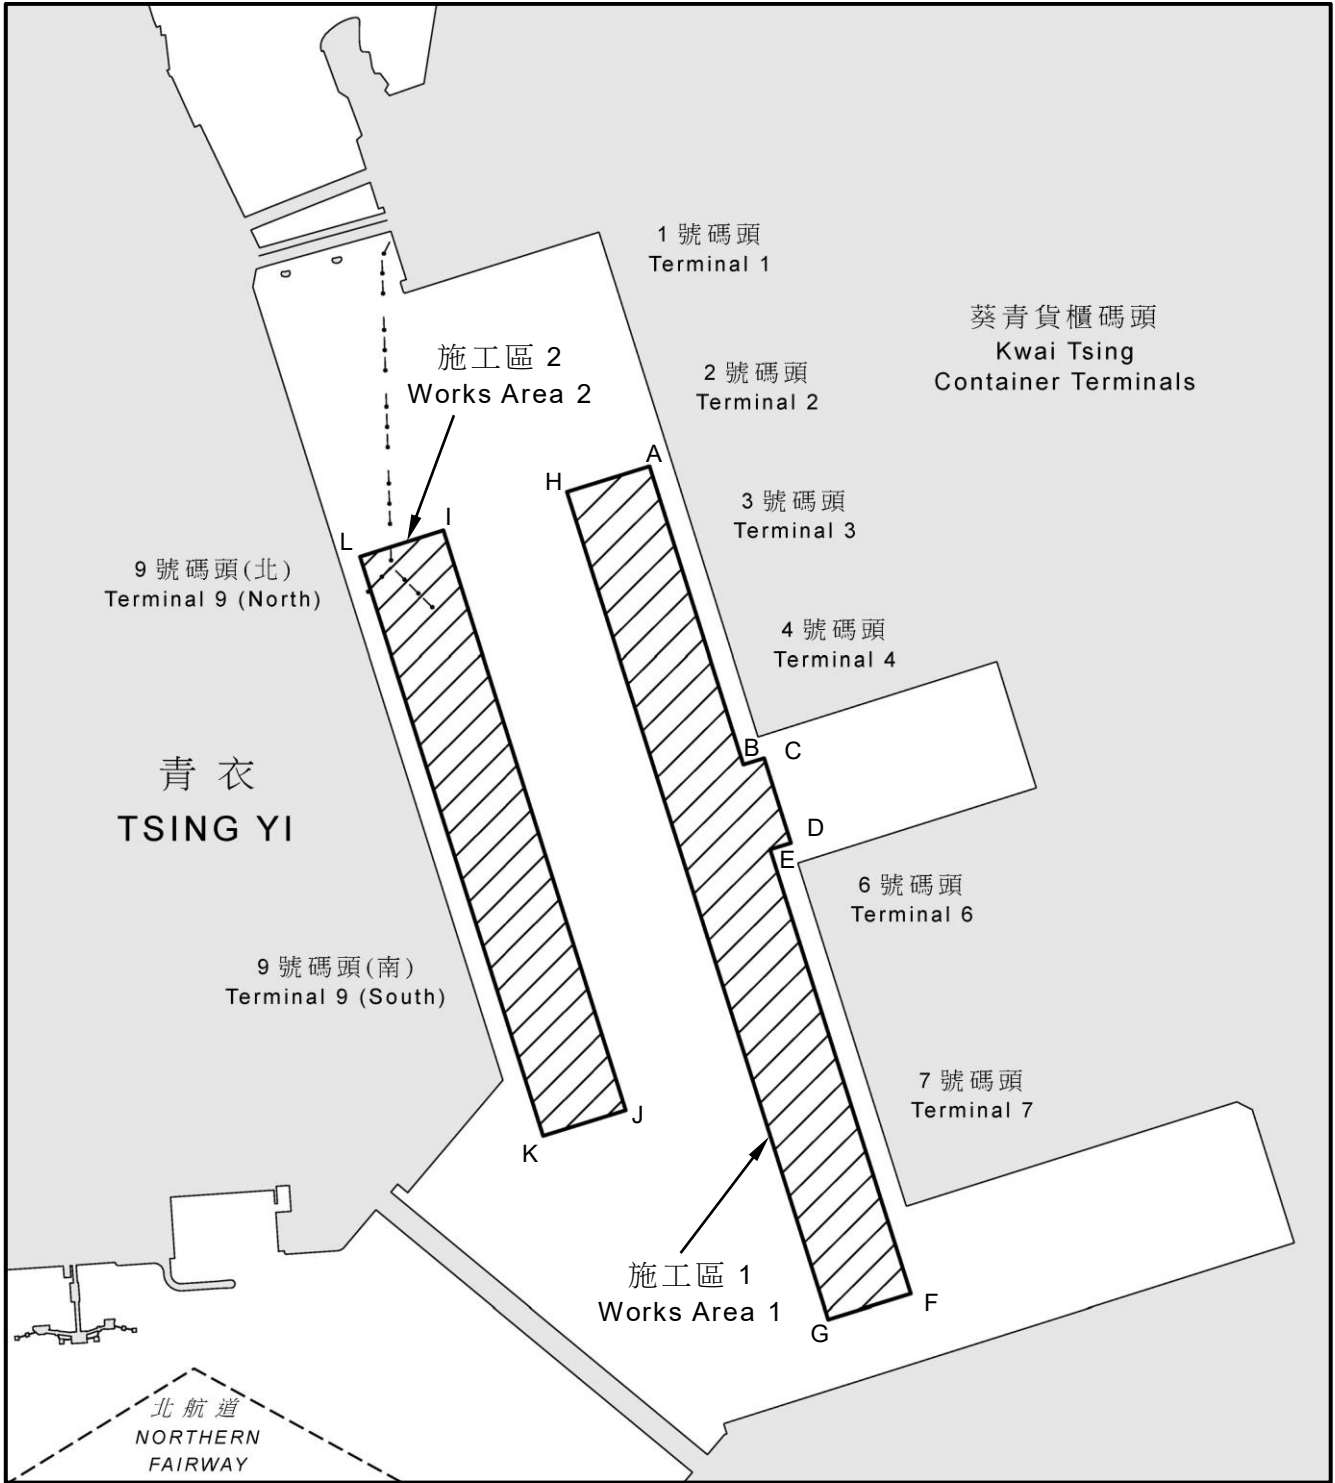 1 號碼頭
Terminal 1
葵青貨櫃碼頭
Kwai Tsing
Container Terminals
施工區 2
Works Area 2
2 號碼頭
Terminal 2
A
H
3 號碼頭
Terminal 3
I
L
9 號碼頭(北)
Terminal 9 (North)
4 號碼頭
Terminal 4
B
C
青衣
TSING YI
D
E
6 號碼頭
Terminal 6
9 號碼頭(南)
Terminal 9 (South)
7 號碼頭
Terminal 7
J
K
施工區 1
Works Area 1
F
G
北航道
NORTHERN
FAIRWAY